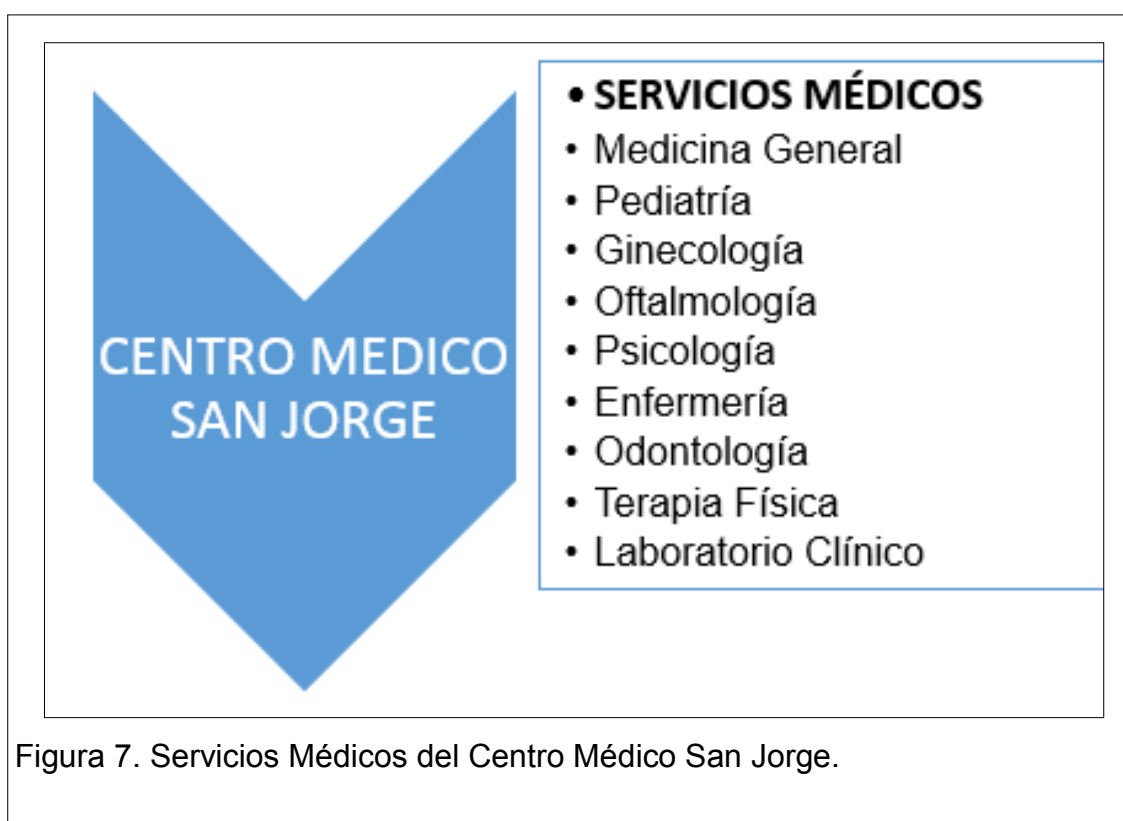 CENTRO MEDICO
SAN JORGE
• SERVICIOS MÉDICOS
• Medicina General
• Pediatría
• Ginecología
• Oftalmología
• Psicología
• Enfermería
• Odontología
• Terapia Física
• Laboratorio Clínico
Figura 7. Servicios Médicos del Centro Médico San Jorge.